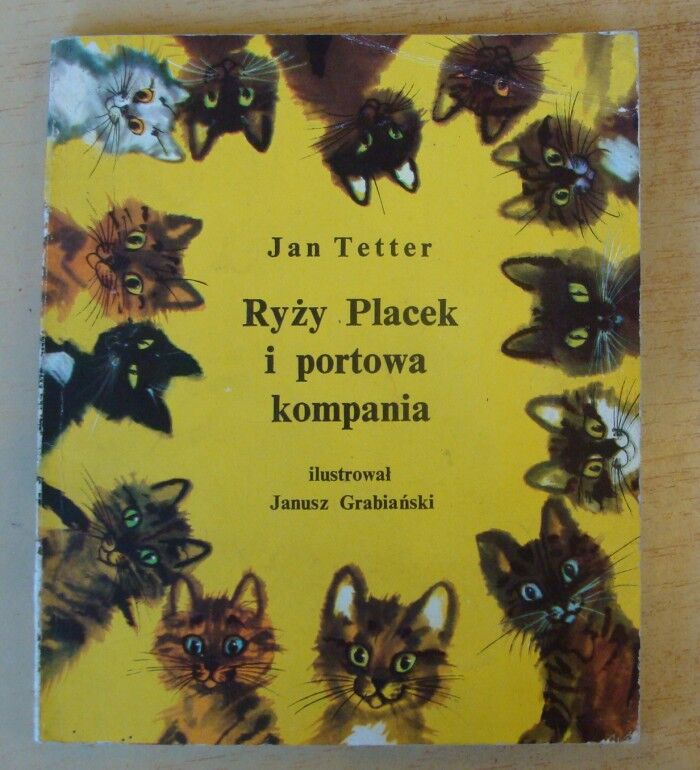 Jan Tetter
Ryży Placek
i portowa
kompania
ilustrował
Janusz Grabiański